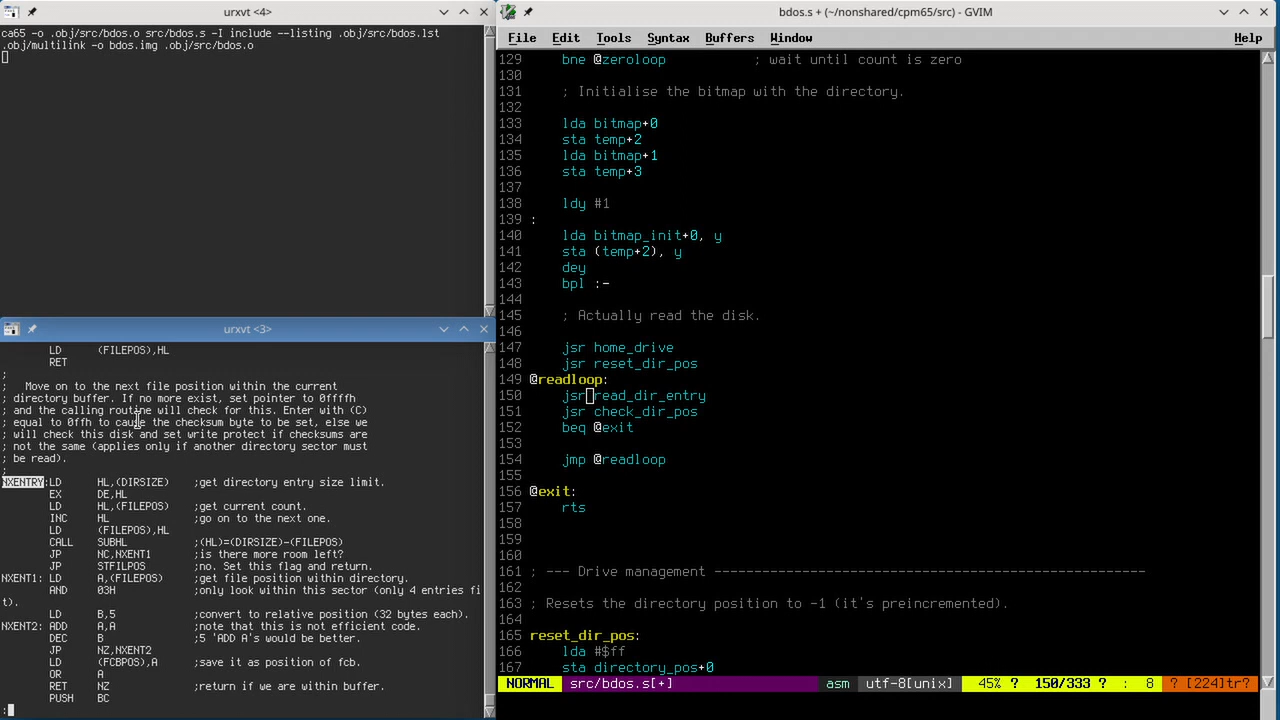 urxvt <4>
ca65 -o .obj/src/bdos.o src/bdos.s -I include --listing .obj/src/bdos.lst
.obj/multilink -o bdos.img .obj/src/bdos.o
urxvt <3>
        LD      (FILEPOS),HL
        RET
;
;   Move on to the next file position within the current
; directory buffer. If no more exist, set pointer to 0ffffh
; and the calling routine will check for this. Enter with (C)
; equal to 0ffh to cause the checksum byte to be set, else we
; will check this disk and set write protect if checksums are
; not the same (applies only if another directory sector must
; be read).
;
NXENTRY:LD      HL,(DIRSIZE)    ;get directory entry size limit.
        EX      DE,HL
        LD      HL,(FILEPOS)    ;get current count.
        INC     HL              ;go on to the next one.
        LD      (FILEPOS),HL
        CALL    SUBHL           ;(HL)=(DIRSIZE)-(FILEPOS)
        JP      NC,NXENT1       ;is there more room left?
        JP      STFILPOS        ;no. Set this flag and return.
NXENT1: LD      A,(FILEPOS)     ;get file position within directory.
        AND     03H             ;only look within this sector (only 4 entries fi
t).
        LD      B,5             ;convert to relative position (32 bytes each).
NXENT2: ADD     A,A             ;note that this is not efficient code.
        DEC     B               ;5 'ADD A's would be better.
        JP      NZ,NXENT2
        LD      (FCBPOS),A      ;save it as position of fcb.
        OR      A
        RET     NZ              ;return if we are within buffer.
        PUSH    BC
:
bdos.s + (~/nonshared/cpm65/src) - GVIM
File Edit Tools Syntax Buffers Window Help
129     bne @zeroloop           ; wait until count is zero
130
131     ; Initialise the bitmap with the directory.
132
133     lda bitmap+0
134     sta temp+2
135     lda bitmap+1
136     sta temp+3
137
138     ldy #1
139 :
140     lda bitmap_init+0, y
141     sta (temp+2), y
142     dey
143     bpl :-
144
145     ; Actually read the disk.
146
147     jsr home_drive
148     jsr reset_dir_pos
149 @readloop:
150     jsr read_dir_entry
151     jsr check_dir_pos
152     beq @exit
153
154     jmp @readloop
155
156 @exit:
157     rts
158
159
160
161 ; --- Drive management ------------------------------------------------------
162
163 ; Resets the directory position to -1 (it's preincremented).
164
165 reset_dir_pos:
166     lda #$ff
167     sta directory_pos+0
NORMAL src/bdos.s[+] asm utf-8[unix] 45% ? 150/333 ? : 8 ? [224]tr?